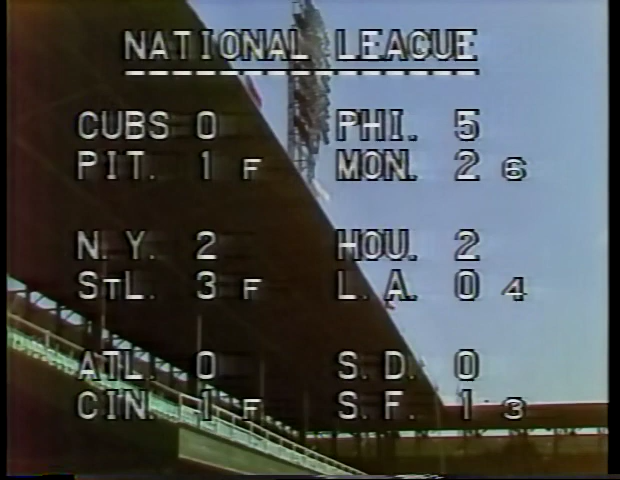 NATIONAL LEAGUE
CUBS 0 PHI. 5
PIT. 1 F MON. 2 6
N.Y. 2 HOU. 2
STL. 3 F L.A. 0 4
ATL. 0 S.D. 0
CIN. 1 F S.F. 1 3